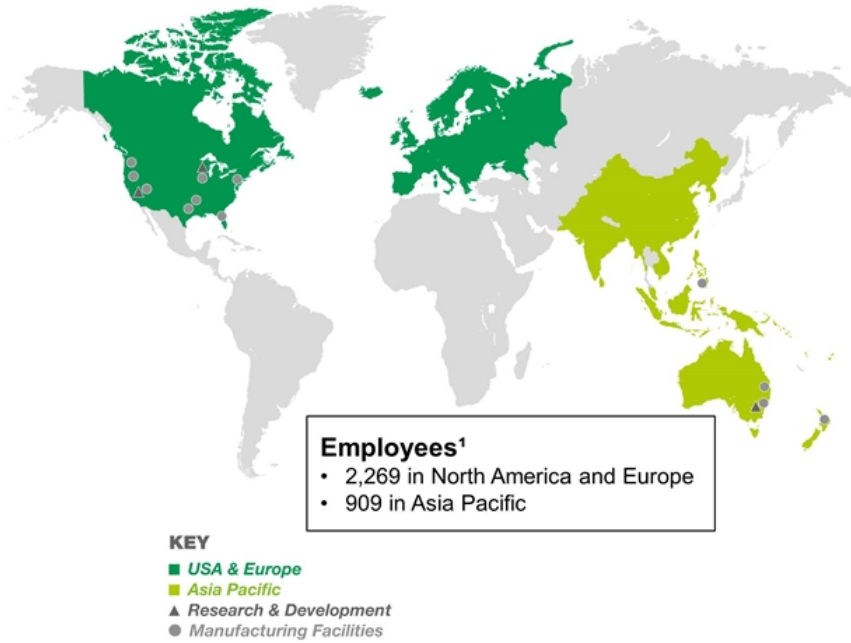 Employees¹
• 2,269 in North America and Europe
• 909 in Asia Pacific
KEY
USA & Europe
Asia Pacific
Research & Development
Manufacturing Facilities